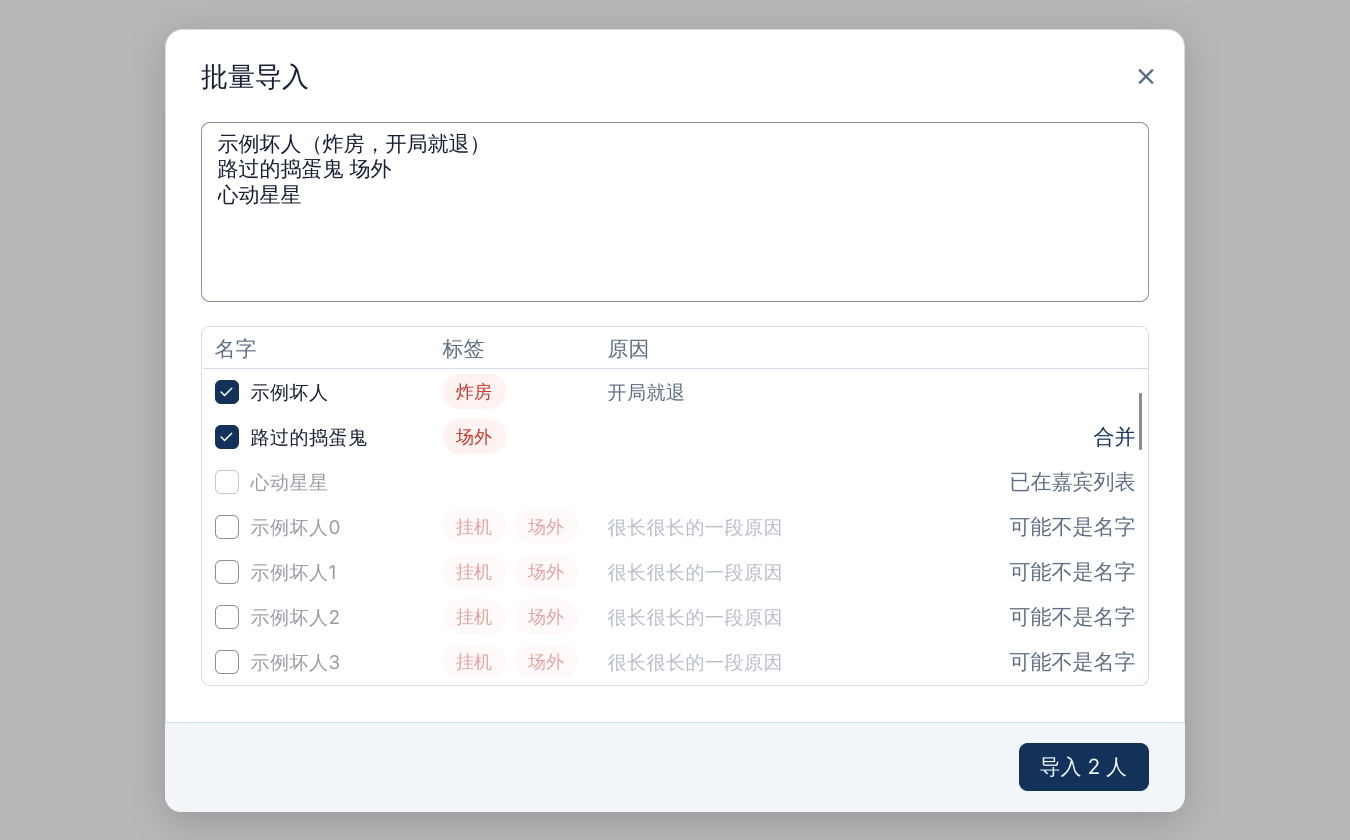 批量导入
示例坏人（炸房，开局就退）
路过的捣蛋鬼 场外
心动星星
名字 标签 原因
示例坏人 炸房 开局就退
路过的捣蛋鬼 场外 合并
心动星星 已在嘉宾列表
示例坏人0 挂机 场外 很长很长的一段原因 可能不是名字
示例坏人1 挂机 场外 很长很长的一段原因 可能不是名字
示例坏人2 挂机 场外 很长很长的一段原因 可能不是名字
示例坏人3 挂机 场外 很长很长的一段原因 可能不是名字
导入 2 人